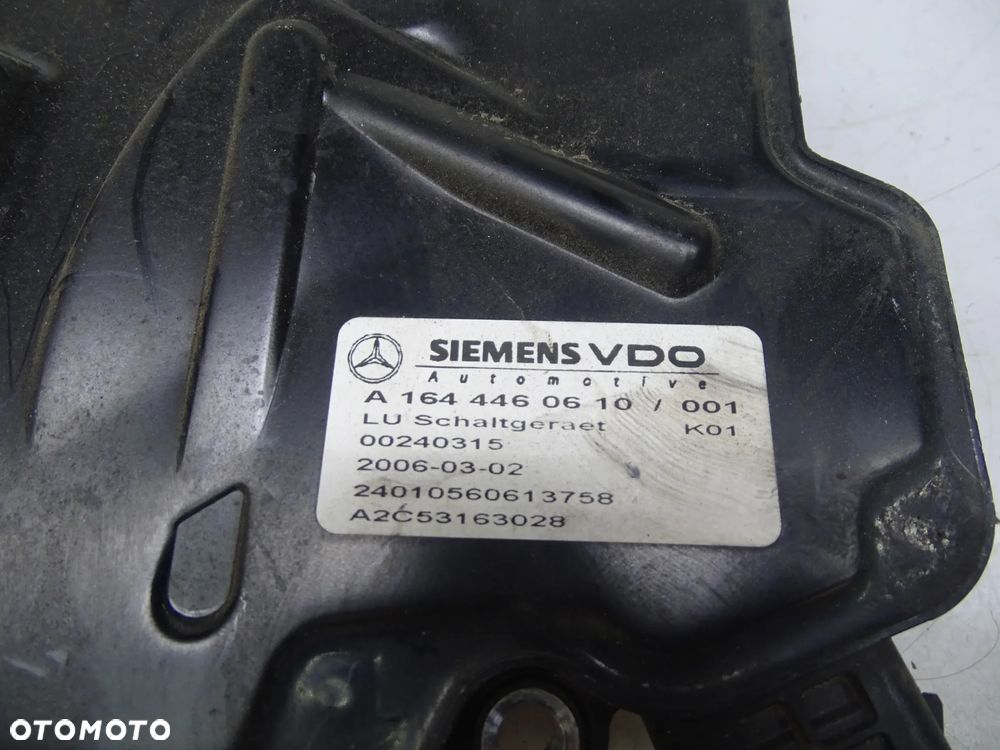 SIEMENS VDO
Automotive
A 164 446 06 10 / 001
LU Schaltgeraet K01
00240315
2006-03-02
24010560613758
A2C53163028
OTOMOTO